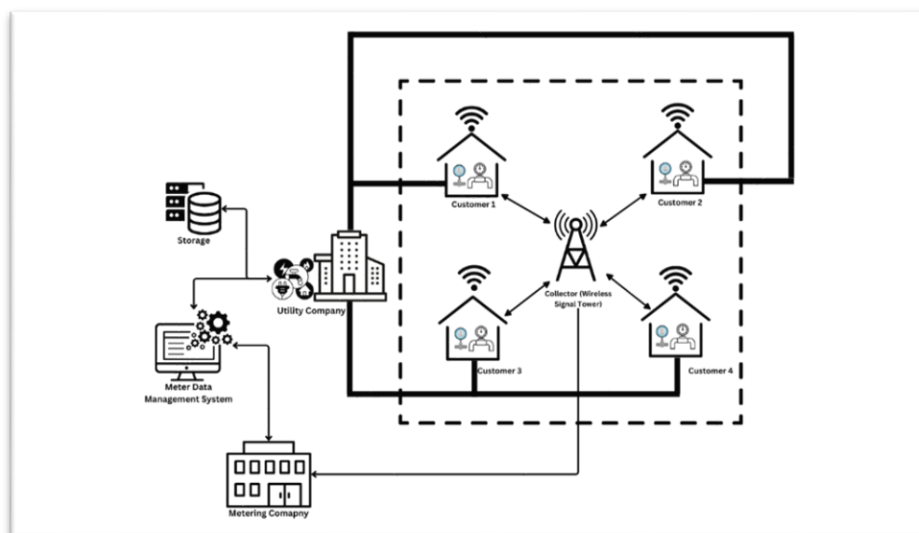 Customer 1
Customer 2
Storage
Collector (Wireless
Signal Tower)
Utility Company
Customer 3
Customer 4
Meter Data
Management System
Metering Comapny